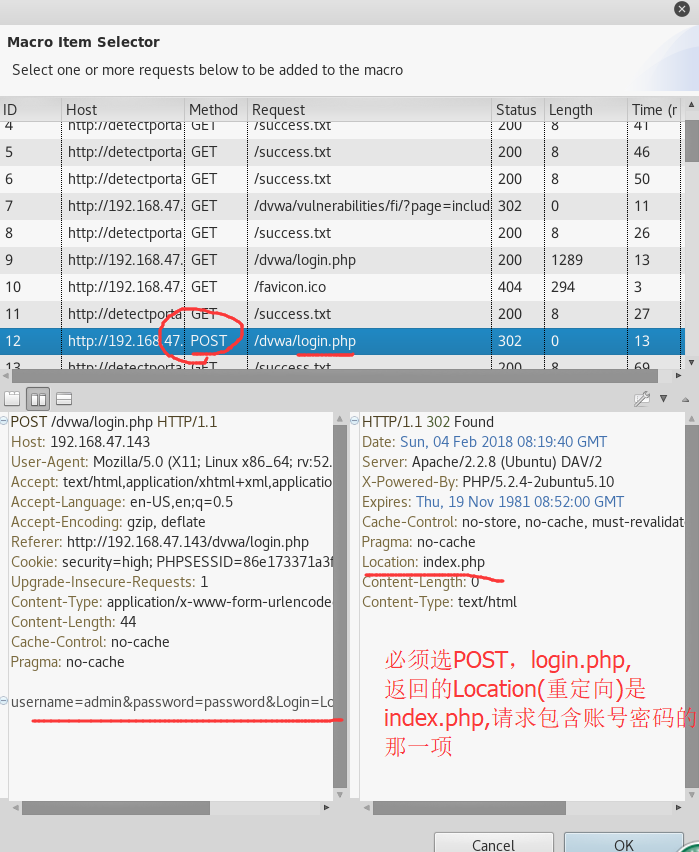 Macro Item Selector
Select one or more requests below to be added to the macro
ID Host Method Request Status Length Time (r
4 http://detectporta GET /success.txt 200 8 41
5 http://detectporta GET /success.txt 200 8 46
6 http://detectporta GET /success.txt 200 8 50
7 http://192.168.47. GET /dvwa/vulnerabilities/fi/?page=includ 302 0 11
8 http://detectporta GET /success.txt 200 8 26
9 http://192.168.47. GET /dvwa/login.php 200 1289 13
10 http://192.168.47. GET /favicon.ico 404 294 3
11 http://detectporta GET /success.txt 200 8 27
12 http://192.168.47. POST /dvwa/login.php 302 0 13
13 http://detectporta GET /success.txt 200 8 69
POST /dvwa/login.php HTTP/1.1
Host: 192.168.47.143
User-Agent: Mozilla/5.0 (X11; Linux x86_64; rv:52.
Accept: text/html,application/xhtml+xml,applicatio
Accept-Language: en-US,en;q=0.5
Accept-Encoding: gzip, deflate
Referer: http://192.168.47.143/dvwa/login.php
Cookie: security=high; PHPSESSID=86e173371a3f
Upgrade-Insecure-Requests: 1
Content-Type: application/x-www-form-urlencode
Content-Length: 44
Cache-Control: no-cache
Pragma: no-cache
username=admin&password=password&Login=Lo
HTTP/1.1 302 Found
Date: Sun, 04 Feb 2018 08:19:40 GMT
Server: Apache/2.2.8 (Ubuntu) DAV/2
X-Powered-By: PHP/5.2.4-2ubuntu5.10
Expires: Thu, 19 Nov 1981 08:52:00 GMT
Cache-Control: no-store, no-cache, must-revalidat
Pragma: no-cache
Location: index.php
Content-Length: 0
Content-Type: text/html
必须选POST，login.php,
返回的Location(重定向)是
index.php,请求包含账号密码的
那一项
Cancel OK